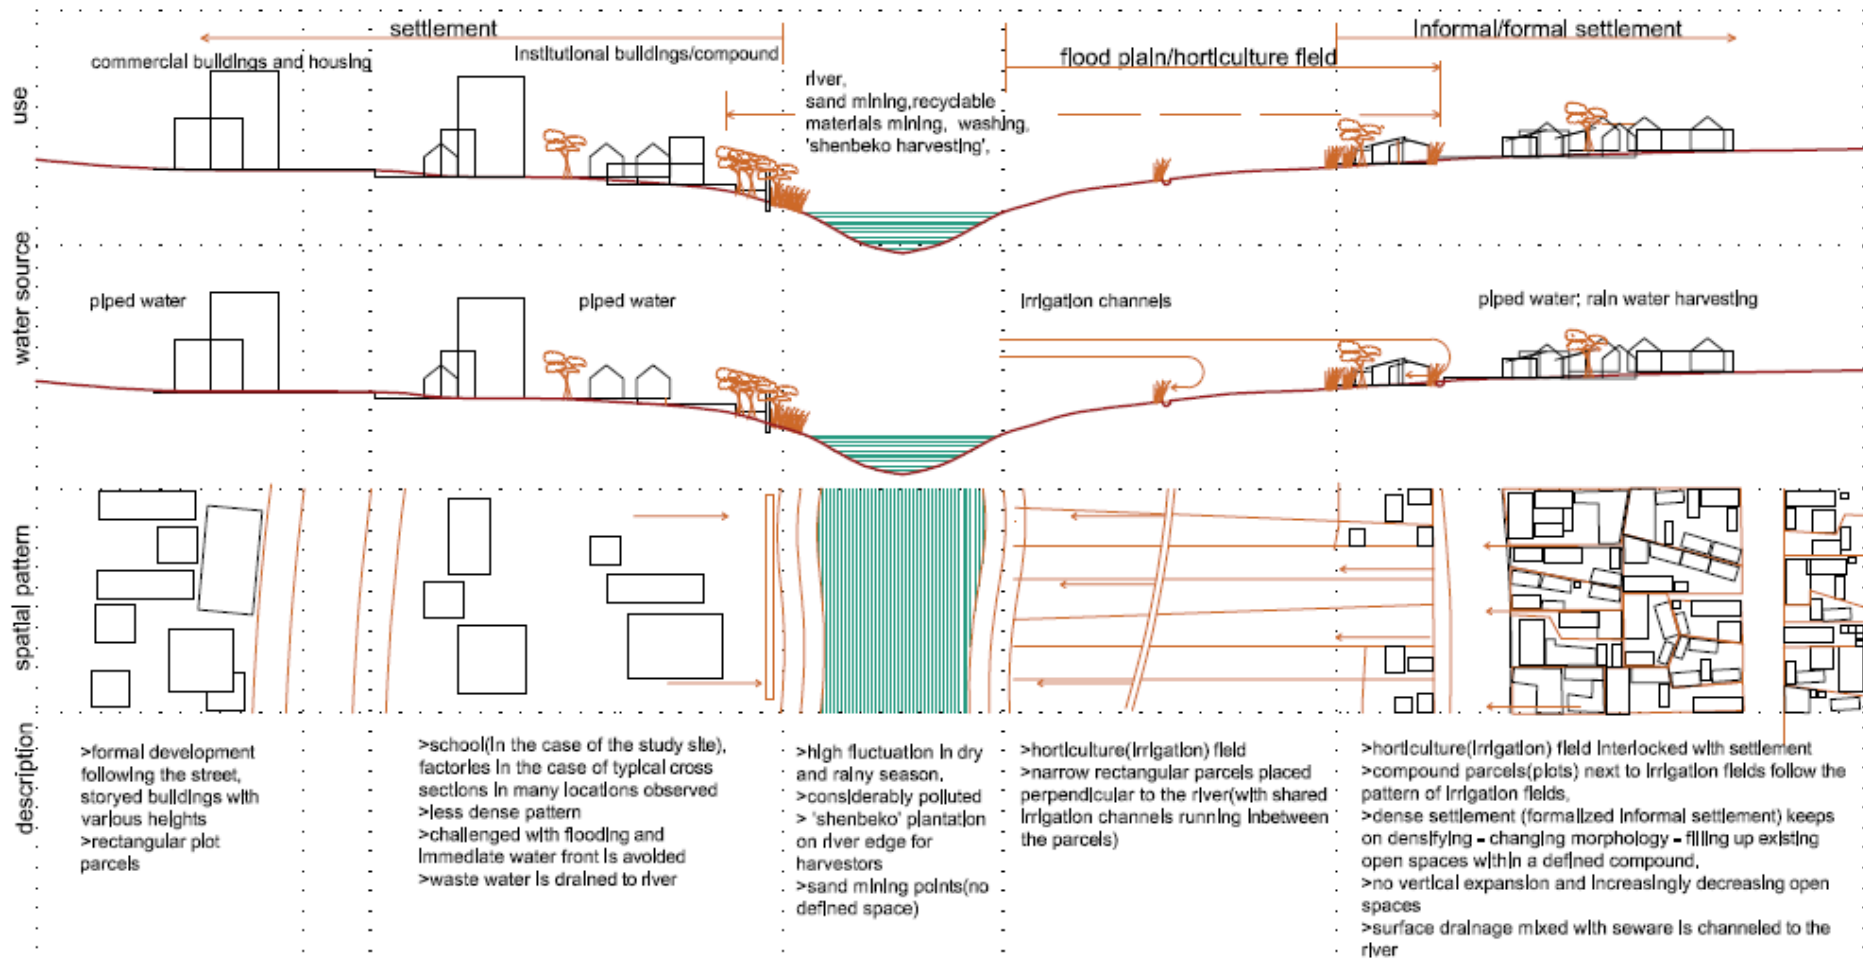 settlement
informal/formal settlement
commercial buildings and housing
institutional buildings/compound
flood plain/horticulture field
river,
sand mining,recyclable
materials mining, washing,
'shenbeko harvesting',
use
piped water
piped water
irrigation channels
piped water; rain water harvesting
water source
spatial pattern
description
>formal development
following the street,
storyed buildings with
various heights
>rectangular plot
parcels
>school(in the case of the study site),
factories in the case of typical cross
sections in many locations observed
>less dense pattern
>challenged with flooding and
immediate water front is avoided
>waste water is drained to river
>high fluctuation in dry
and rainy season,
>considerably polluted
> 'shenbeko' plantation
on river edge for
harvestors
>sand mining points(no
defined space)
>horticulture(irrigation) field
>narrow rectangular parcels placed
perpendicular to the river(with shared
irrigation channels running inbetween
the parcels)
>horticulture(irrigation) field interlocked with settlement
>compound parcels(plots) next to irrigation fields follow the
pattern of irrigation fields,
>dense settlement (formalized informal settlement) keeps
on densifying - changing morphology - filling up existing
open spaces within a defined compound,
>no vertical expansion and increasingly decreasing open
spaces
>surface drainage mixed with seware is channeled to the
river